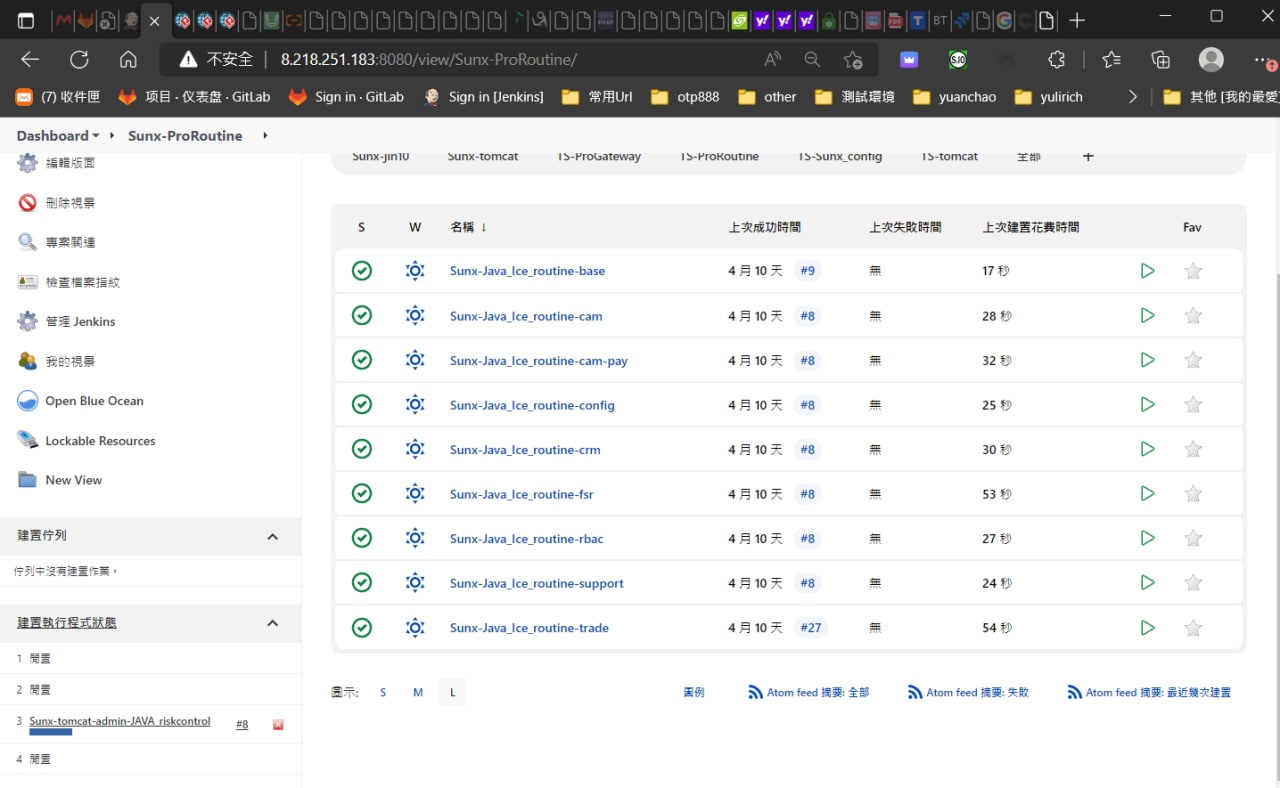 BT
不安全 8.218.251.183:8080/view/Sunx-ProRoutine/
(7) 收件匣 项目 · 仪表盘 · GitLab Sign in · GitLab Sign in [Jenkins] 常用Url otp888 other 測試環境 yuanchao yulirich 其他 [我的最愛]
Dashboard Sunx-ProRoutine
編輯版面
刪除視景
專案關連
檢查檔案指紋
管理 Jenkins
我的視景
Open Blue Ocean
Lockable Resources
New View
建置佇列
佇列中沒有建置作業。
建置執行程式狀態
1 閒置
2 閒置
3 Sunx-tomcat-admin-JAVA_riskcontrol #8
4 閒置
Sunx-jin10 Sunx-tomcat TS-ProGateway TS-ProRoutine TS-Sunx_config TS-tomcat 全部 +
S W 名稱 ↓ 上次成功時間 上次失敗時間 上次建置花費時間 Fav
Sunx-Java_Ice_routine-base 4 月 10 天 #9 無 17 秒
Sunx-Java_Ice_routine-cam 4 月 10 天 #8 無 28 秒
Sunx-Java_Ice_routine-cam-pay 4 月 10 天 #8 無 32 秒
Sunx-Java_Ice_routine-config 4 月 10 天 #8 無 25 秒
Sunx-Java_Ice_routine-crm 4 月 10 天 #8 無 30 秒
Sunx-Java_Ice_routine-fsr 4 月 10 天 #8 無 53 秒
Sunx-Java_Ice_routine-rbac 4 月 10 天 #8 無 27 秒
Sunx-Java_Ice_routine-support 4 月 10 天 #8 無 24 秒
Sunx-Java_Ice_routine-trade 4 月 10 天 #27 無 54 秒
圖示: S M L 圖例 Atom feed 摘要: 全部 Atom feed 摘要: 失敗 Atom feed 摘要: 最近幾次建置